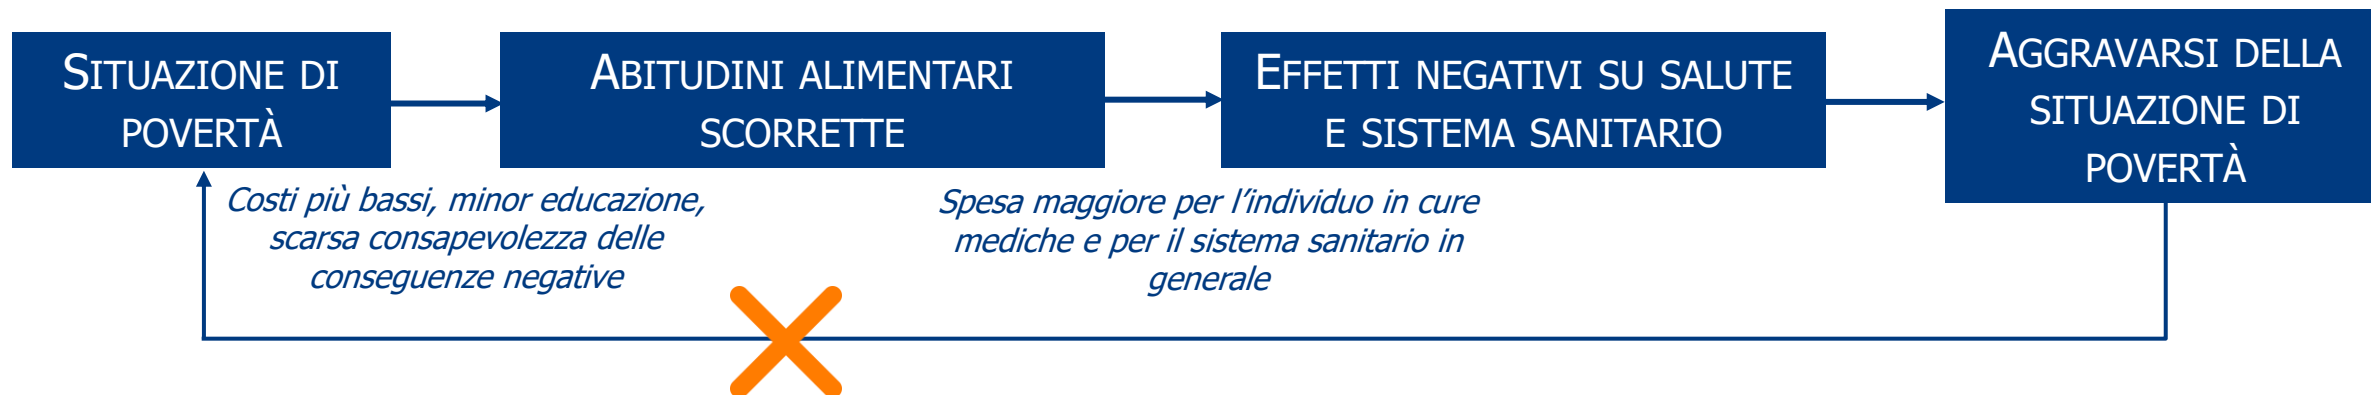 SITUAZIONE DI
POVERTÀ
ABITUDINI ALIMENTARI
SCORRETTE
EFFETTI NEGATIVI SU SALUTE
E SISTEMA SANITARIO
AGGRAVARSI DELLA
SITUAZIONE DI
POVERTÀ
Costi più bassi, minor educazione,
scarsa consapevolezza delle
conseguenze negative
Spesa maggiore per l’individuo in cure
mediche e per il sistema sanitario in
generale